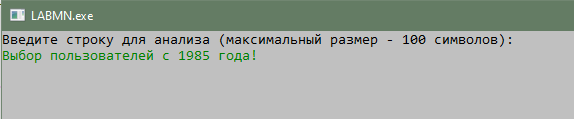 LABMN.exe
Введите строку для анализа (максимальный размер - 100 символов):
Выбор пользователей с 1985 года!